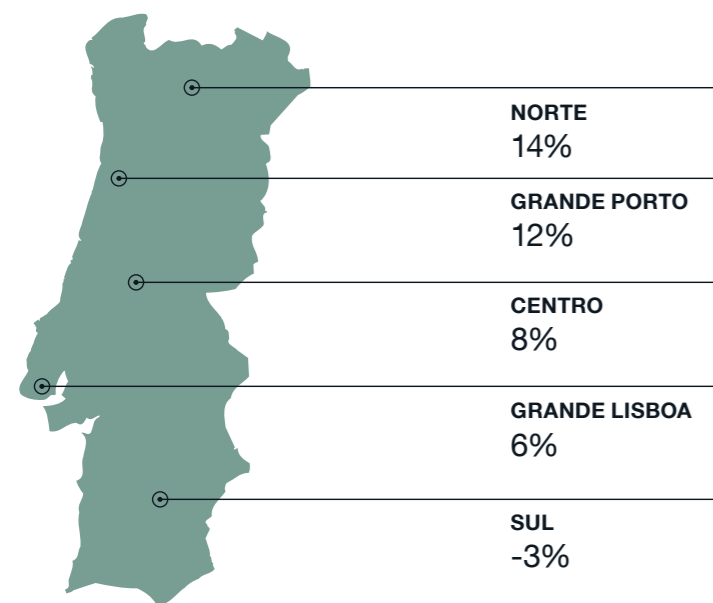 NORTE
14%
GRANDE PORTO
12%
CENTRO
8%
GRANDE LISBOA
6%
SUL
-3%